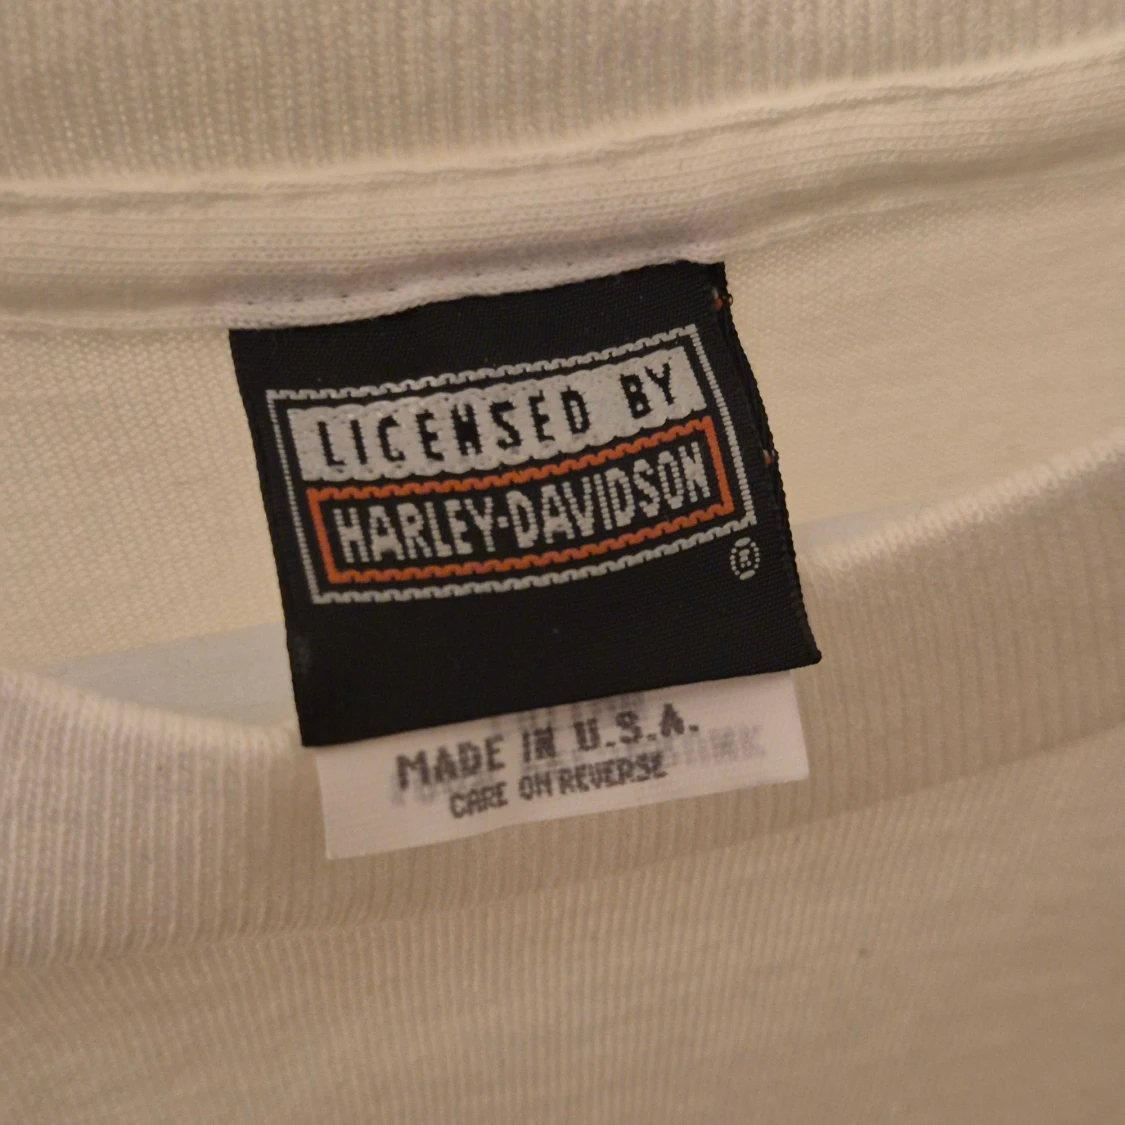 LICENSED BY
HARLEY-DAVIDSON
®
MADE IN U.S.A.
CARE ON REVERSE